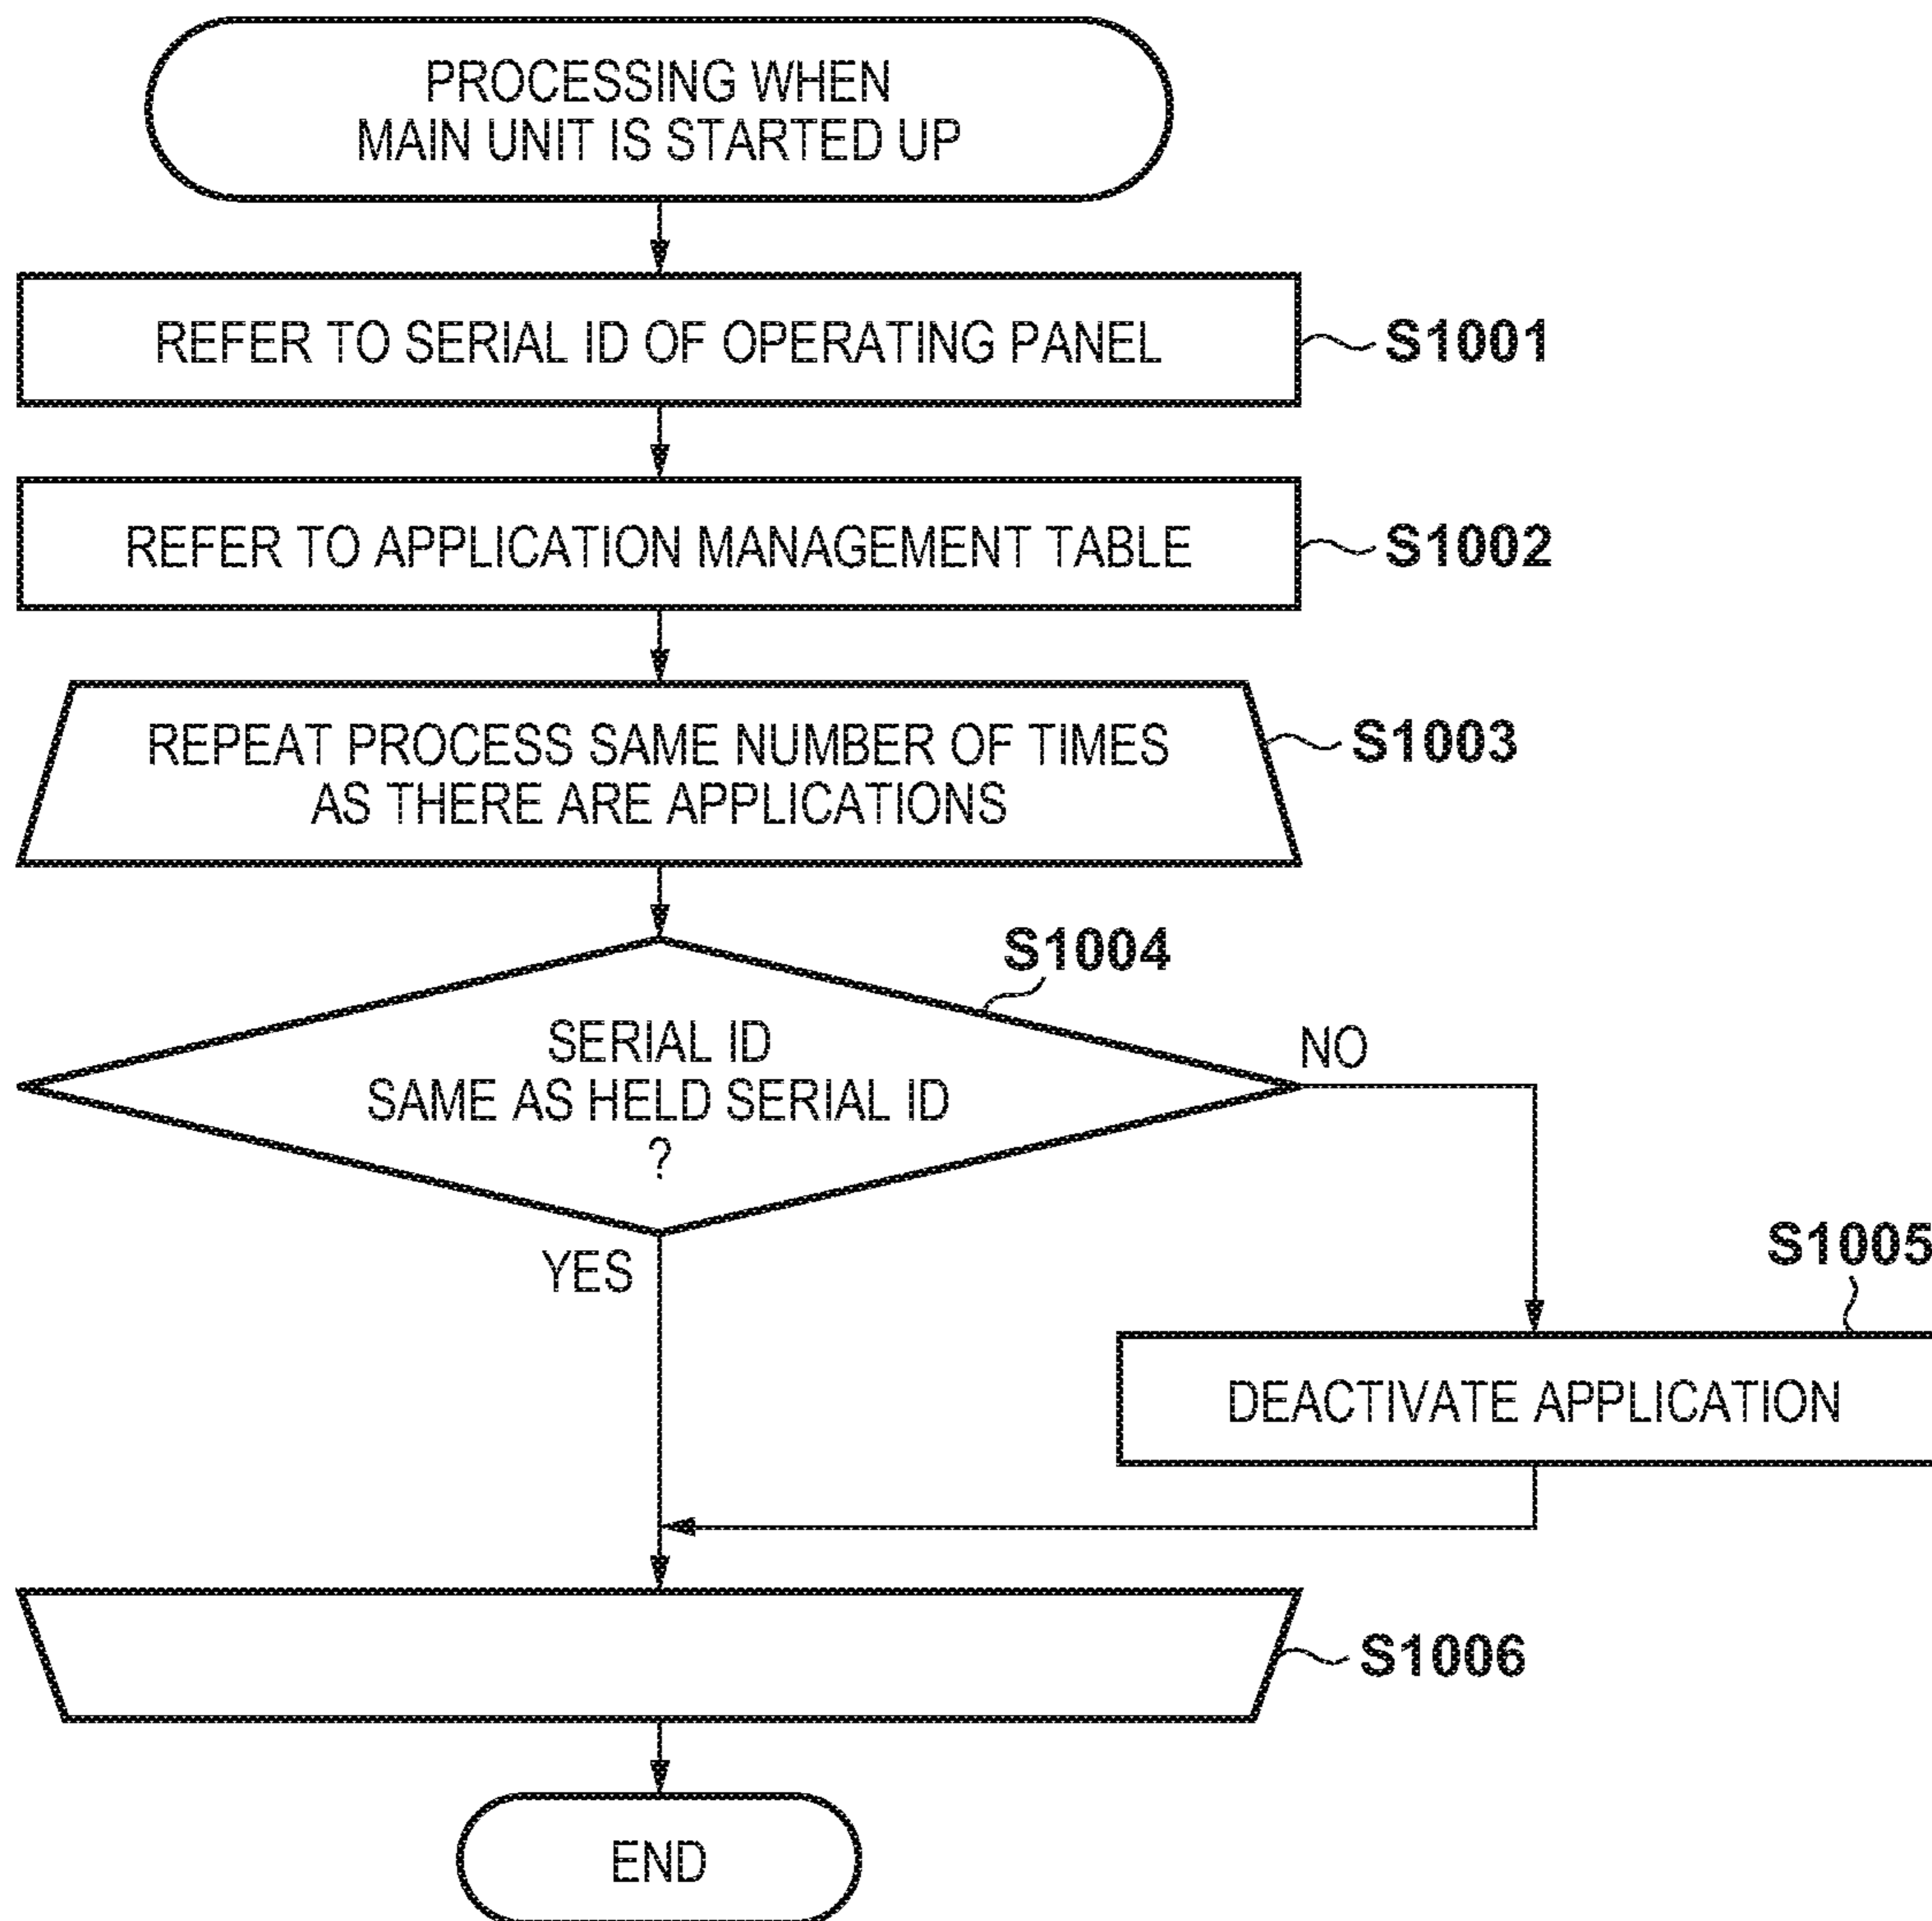 PROCESSING WHEN
MAIN UNIT IS STARTED UP
REFER TO SERIAL ID OF OPERATING PANEL
S1001
REFER TO APPLICATION MANAGEMENT TABLE
S1002
REPEAT PROCESS SAME NUMBER OF TIMES
AS THERE ARE APPLICATIONS
S1003
S1004
SERIAL ID
SAME AS HELD SERIAL ID
?
NO
YES
S1005
DEACTIVATE APPLICATION
S1006
END